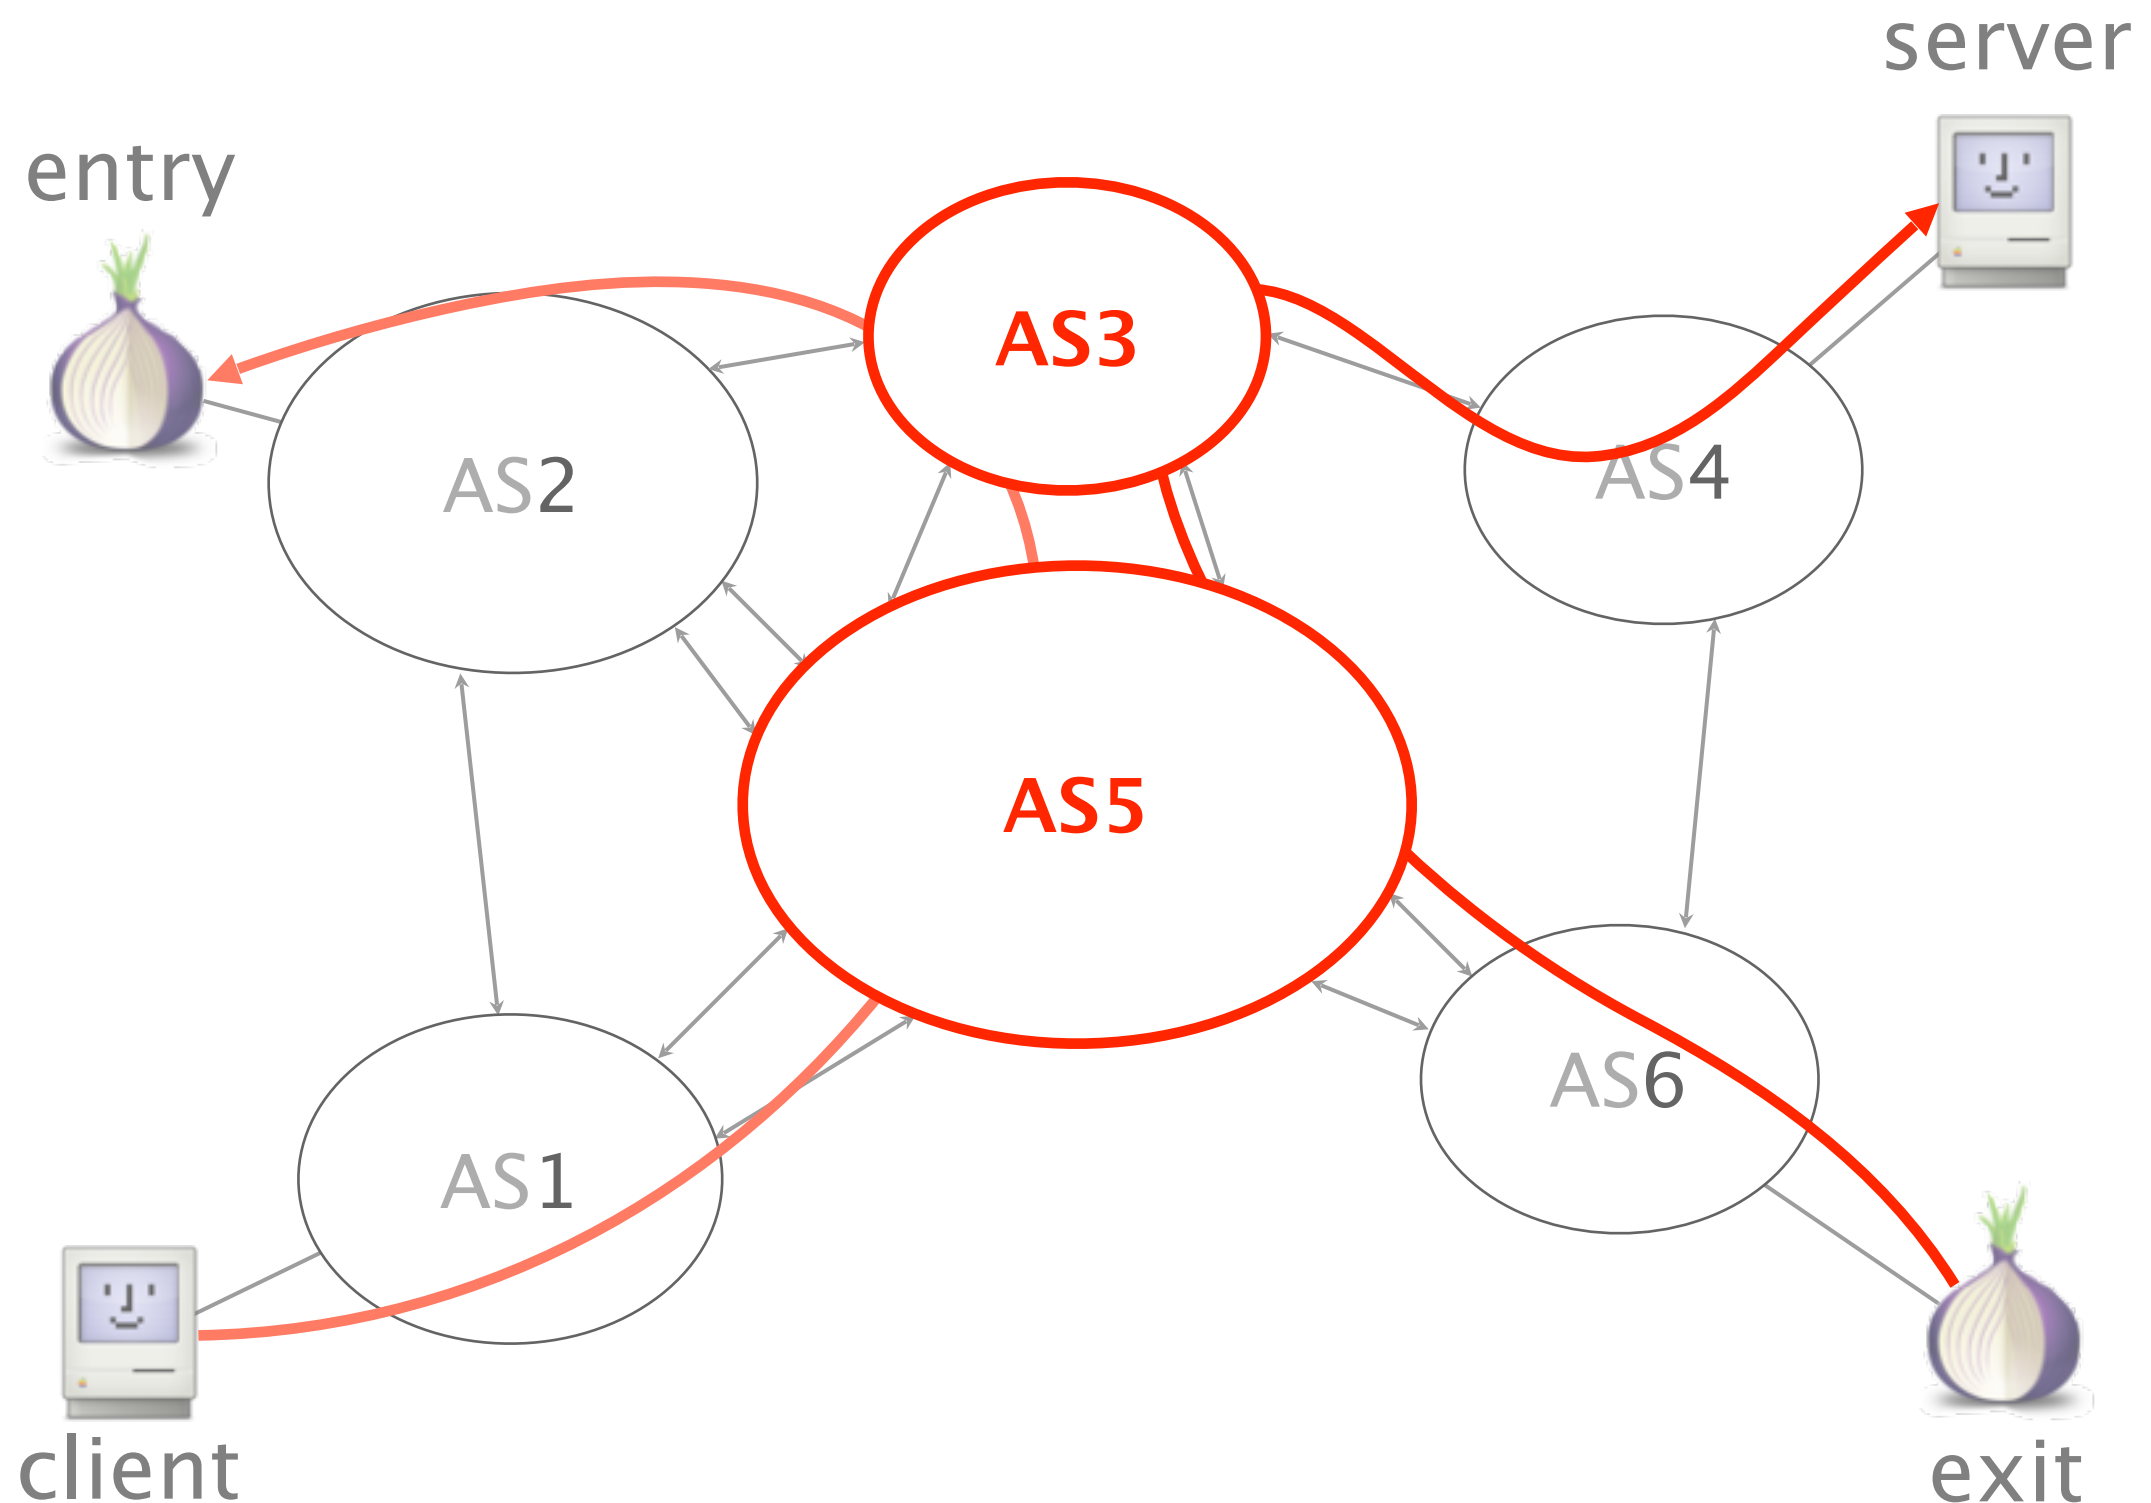 server
entry
AS3
AS2
AS4
AS5
AS6
AS1
client
exit